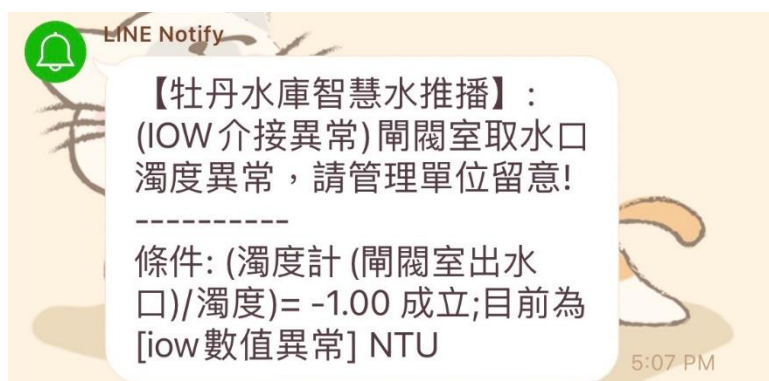 LINE Notify
【牡丹水庫智慧水推播】:
(IOW介接異常)閘閥室取水口
濁度異常，請管理單位留意!
----------
條件: (濁度計 (閘閥室出水
口)/濁度)= -1.00 成立;目前為
[iow數值異常] NTU
5:07 PM